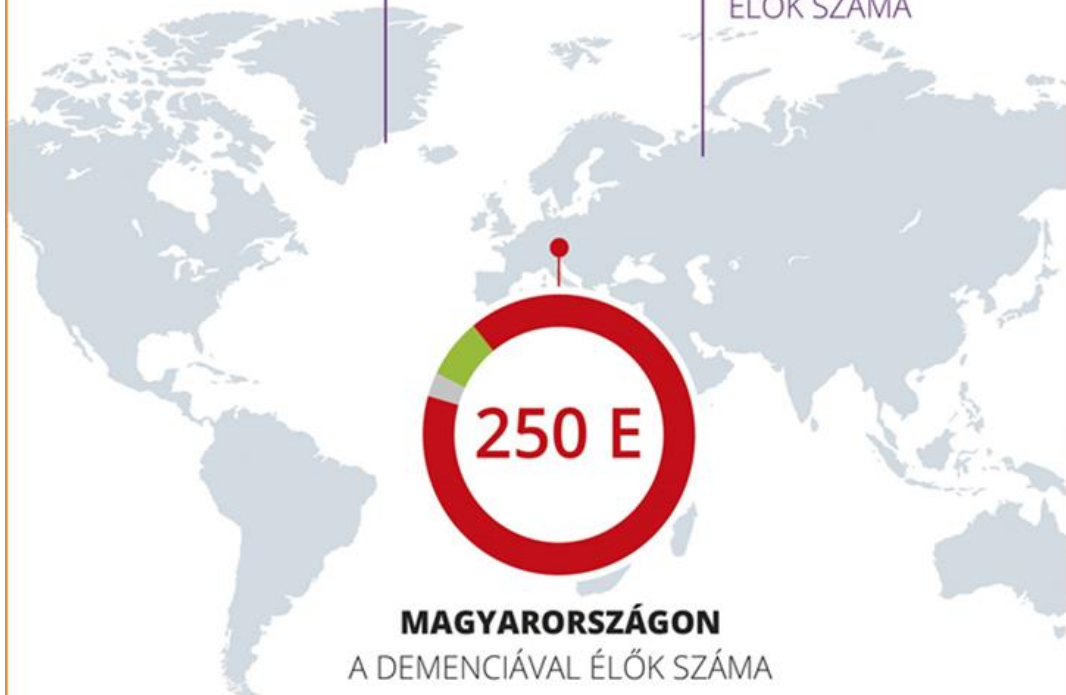 ÉLŐK SZÁMA
250 E
MAGYARORSZÁGON
A DEMENCIÁVAL ÉLŐK SZÁMA